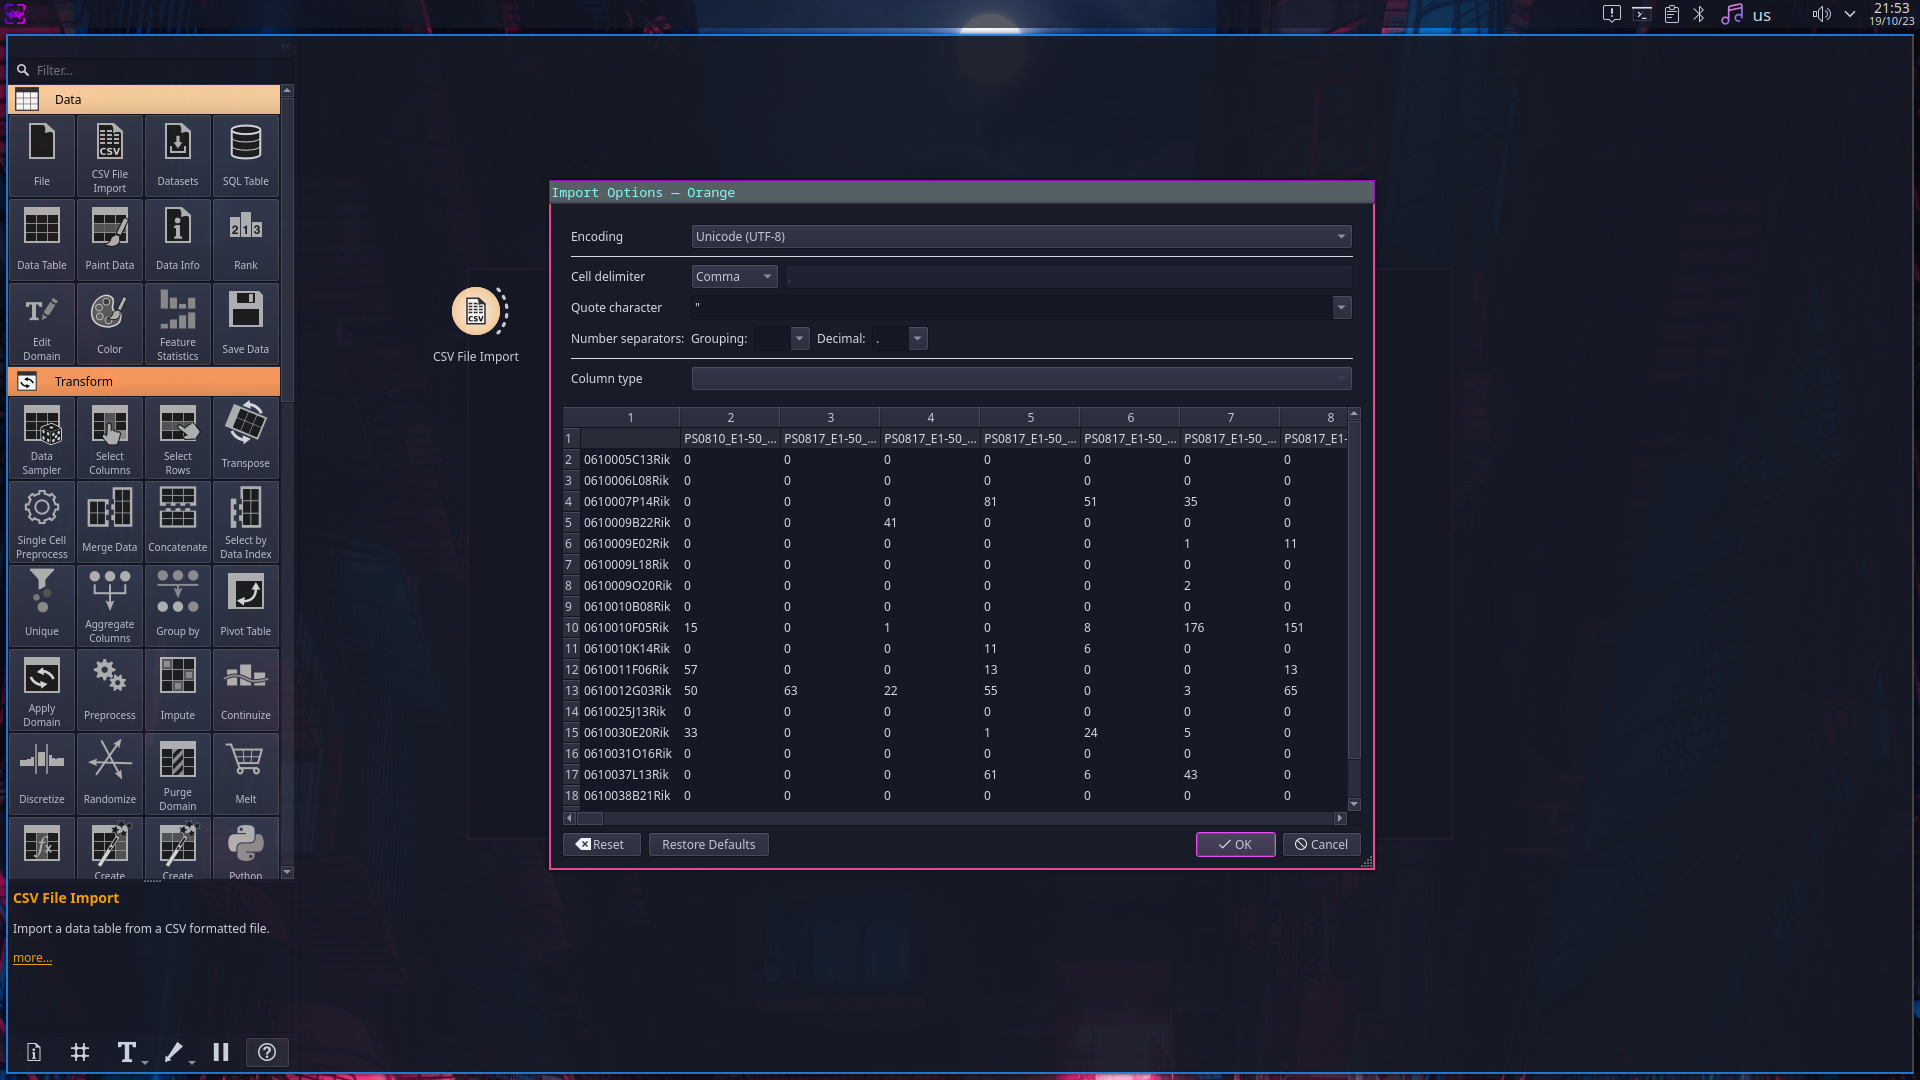 us
21:53
19/10/23
Filter...
Data
File
CSV File Import
Datasets
SQL Table
Data Table
Paint Data
Data Info
Rank
Edit Domain
Color
Feature Statistics
Save Data
Transform
Data Sampler
Select Columns
Select Rows
Transpose
Single Cell Preprocess
Merge Data
Concatenate
Select by Data Index
Unique
Aggregate Columns
Group by
Pivot Table
Apply Domain
Preprocess
Impute
Continuize
Discretize
Randomize
Purge Domain
Melt
Create
Create
Python
CSV File Import
Import a data table from a CSV formatted file.
more...
CSV File Import
Import Options — Orange
Encoding Unicode (UTF-8)
Cell delimiter Comma ,
Quote character "
Number separators: Grouping: Decimal: .
Column type
1 2 3 4 5 6 7 8
1 PS0810_E1-50_... PS0817_E1-50_... PS0817_E1-50_... PS0817_E1-50_... PS0817_E1-50_... PS0817_E1-50_... PS0817_E1-
2 0610005C13Rik 0 0 0 0 0 0 0
3 0610006L08Rik 0 0 0 0 0 0 0
4 0610007P14Rik 0 0 0 81 51 35 0
5 0610009B22Rik 0 0 41 0 0 0 0
6 0610009E02Rik 0 0 0 0 0 1 11
7 0610009L18Rik 0 0 0 0 0 0 0
8 0610009O20Rik 0 0 0 0 0 2 0
9 0610010B08Rik 0 0 0 0 0 0 0
10 0610010F05Rik 15 0 1 0 8 176 151
11 0610010K14Rik 0 0 0 11 6 0 0
12 0610011F06Rik 57 0 0 13 0 0 13
13 0610012G03Rik 50 63 22 55 0 3 65
14 0610025J13Rik 0 0 0 0 0 0 0
15 0610030E20Rik 33 0 0 1 24 5 0
16 0610031O16Rik 0 0 0 0 0 0 0
17 0610037L13Rik 0 0 0 61 6 43 0
18 0610038B21Rik 0 0 0 0 0 0 0
Reset Restore Defaults OK Cancel